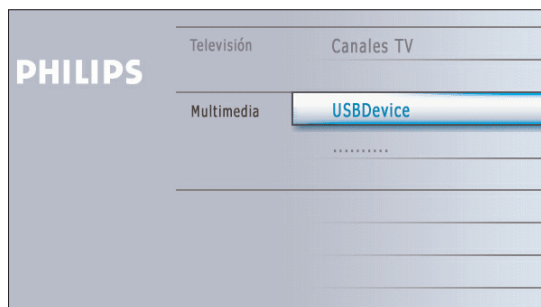 PHILIPS
Televisión Canales TV
Multimedia USBDevice
..........